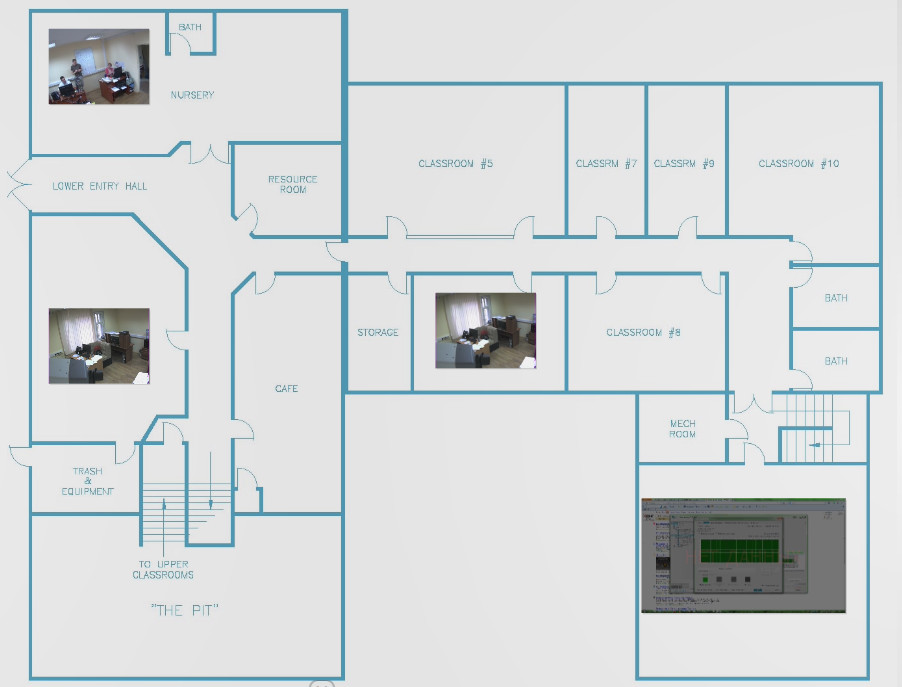 BATH
NURSERY
LOWER ENTRY HALL
RESOURCE
ROOM
CLASSROOM #5
CLASSRM #7
CLASSRM #9
CLASSROOM #10
STORAGE
CLASSROOM #8
BATH
BATH
CAFE
MECH
ROOM
TRASH
&
EQUIPMENT
TO UPPER
CLASSROOMS
"THE PIT"